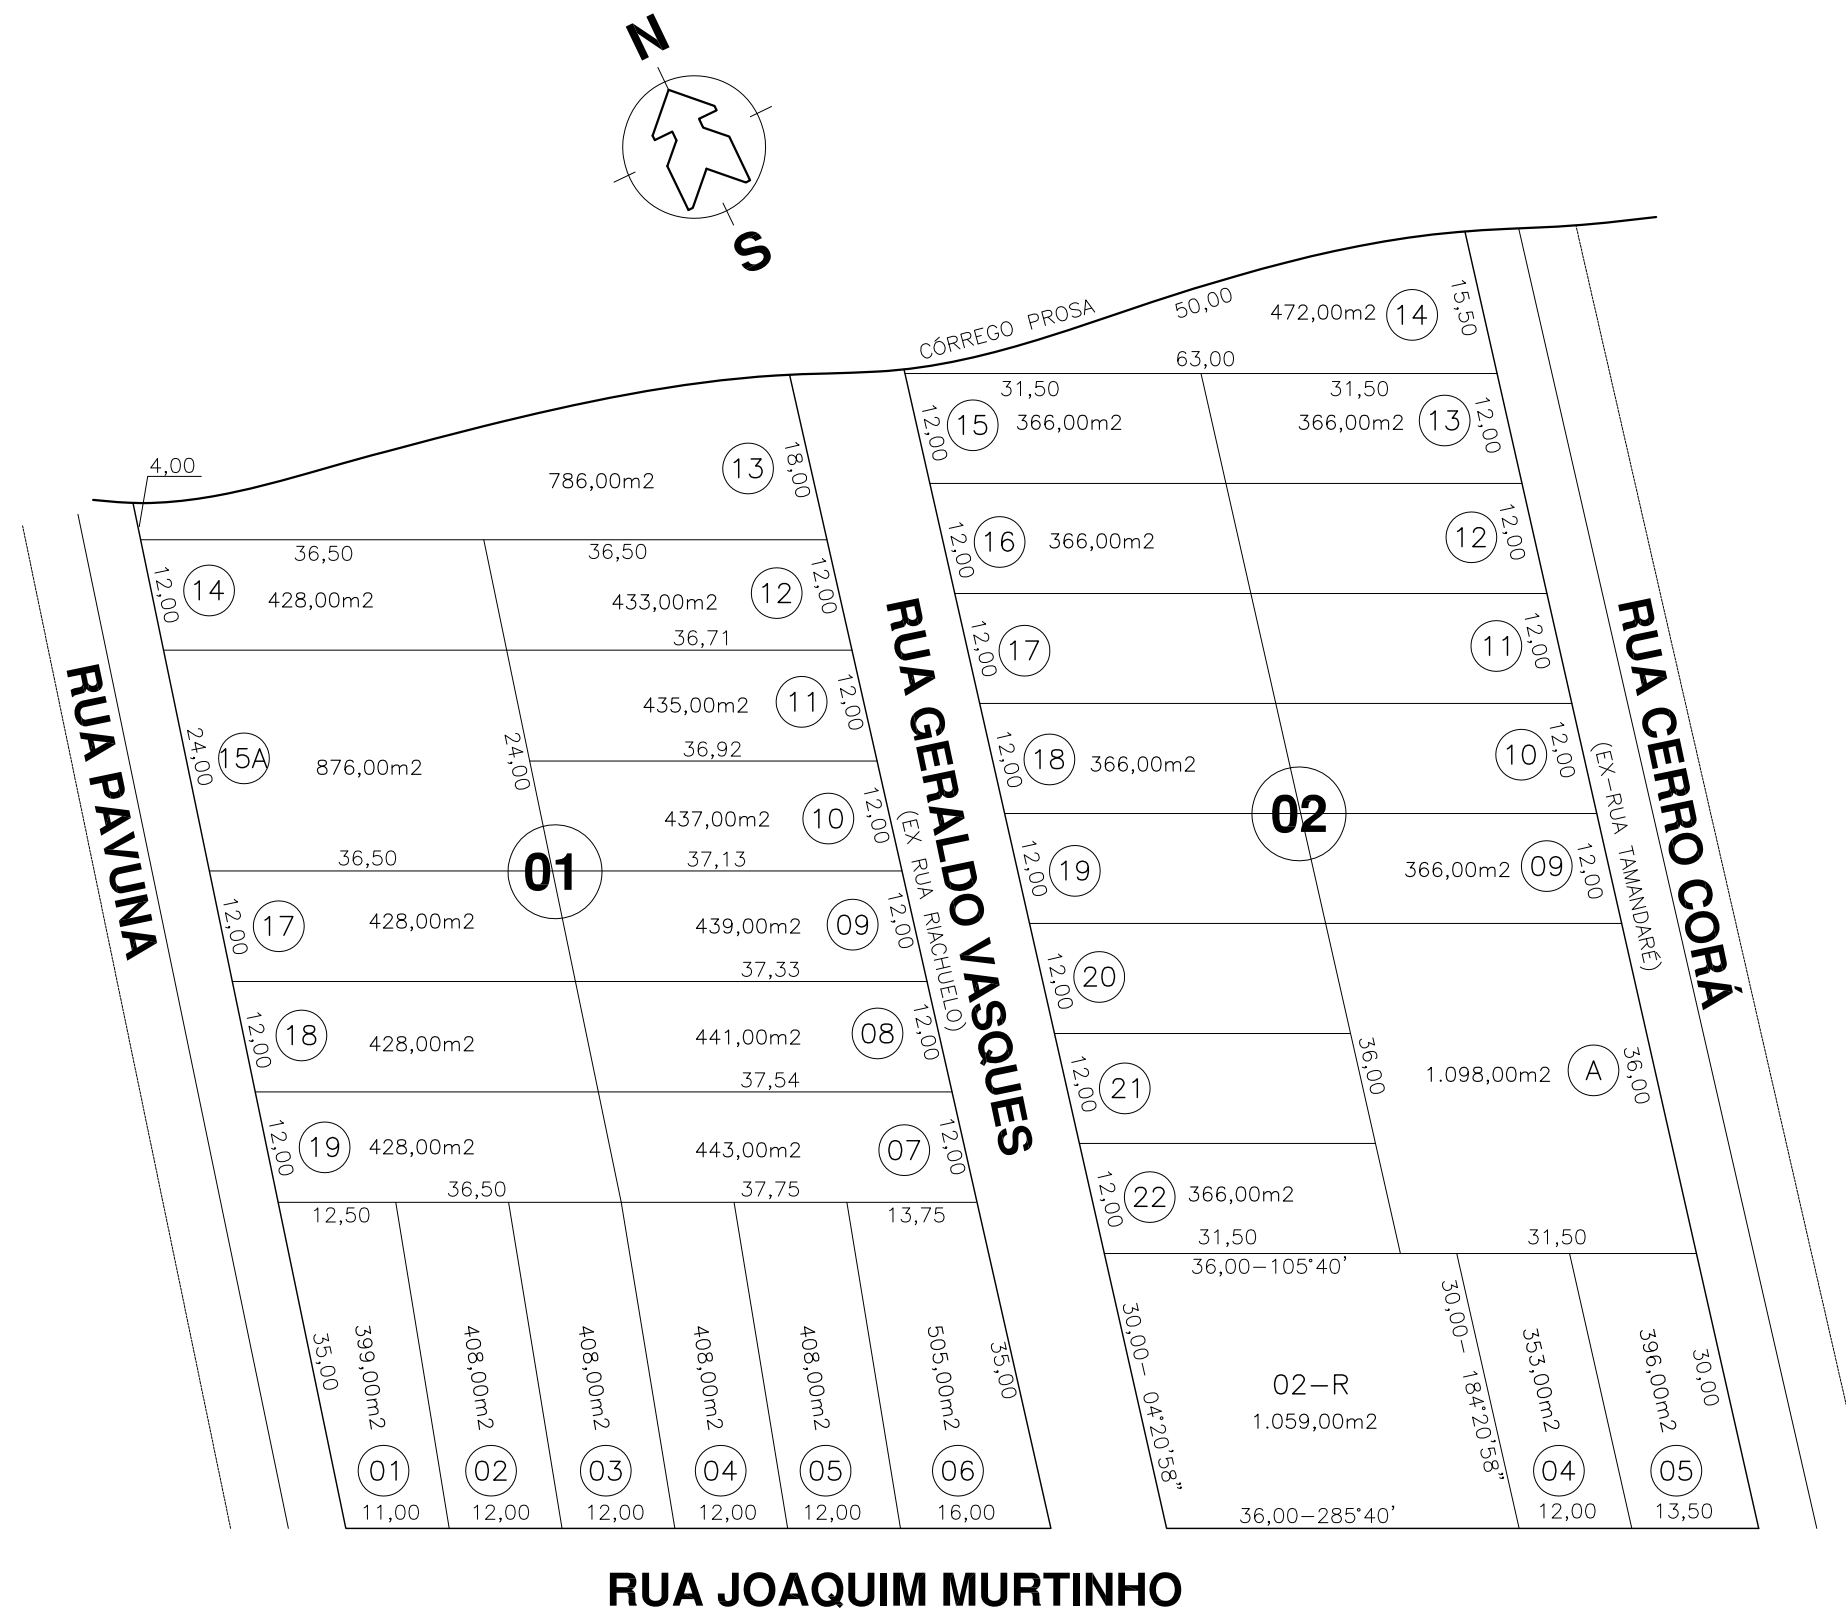 N
S
CÓRREGO PROSA
50,00
472,00m2
14
15,50
63,00
4,00
786,00m2
13
18,00
36,50
36,50
14
12,00
428,00m2
433,00m2
12
12,00
36,71
435,00m2
11
12,00
36,92
24,00
15A
876,00m2
24,00
437,00m2
10
12,00
36,50
37,13
01
17
12,00
428,00m2
439,00m2
09
12,00
37,33
18
12,00
428,00m2
441,00m2
08
12,00
37,54
19
12,00
428,00m2
443,00m2
07
12,00
36,50
37,75
12,50
13,75
35,00
399,00m2
408,00m2
408,00m2
408,00m2
408,00m2
505,00m2
35,00
01
02
03
04
05
06
11,00
12,00
12,00
12,00
12,00
16,00
RUA PAVUNA
RUA GERALDO VASQUES
(EX RUA RIACHUELO)
31,50
31,50
12,00
15
366,00m2
366,00m2
13
12,00
12,00
16
366,00m2
12
12,00
12,00
17
11
12,00
12,00
18
366,00m2
10
12,00
02
12,00
19
366,00m2
09
12,00
12,00
20
12,00
21
36,00
1.098,00m2
A
36,00
12,00
22
366,00m2
31,50
31,50
36,00-105°40'
30,00- 04°20'58"
02-R
1.059,00m2
30,00- 184°20'58"
353,00m2
396,00m2
30,00
04
05
36,00-285°40'
12,00
13,50
RUA CERRO CORÁ
(EX-RUA TAMANDARÉ)
RUA JOAQUIM MURTINHO